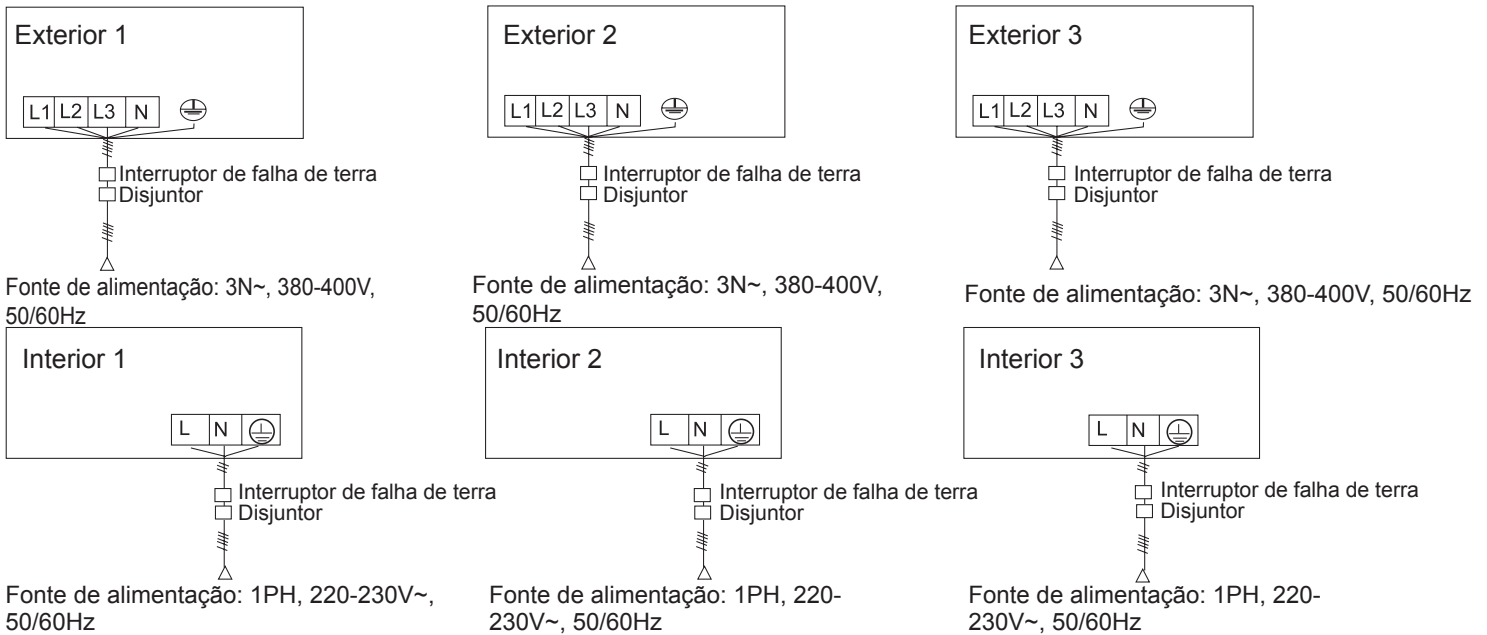 Exterior 1
L1 L2 L3 N
Interruptor de falha de terra
Disjuntor
Fonte de alimentação: 3N~, 380-400V,
50/60Hz
Exterior 2
L1 L2 L3 N
Interruptor de falha de terra
Disjuntor
Fonte de alimentação: 3N~, 380-400V,
50/60Hz
Exterior 3
L1 L2 L3 N
Interruptor de falha de terra
Disjuntor
Fonte de alimentação: 3N~, 380-400V, 50/60Hz
Interior 1
L N
Interruptor de falha de terra
Disjuntor
Fonte de alimentação: 1PH, 220-230V~,
50/60Hz
Interior 2
L N
Interruptor de falha de terra
Disjuntor
Fonte de alimentação: 1PH, 220-
230V~, 50/60Hz
Interior 3
L N
Interruptor de falha de terra
Disjuntor
Fonte de alimentação: 1PH, 220-
230V~, 50/60Hz